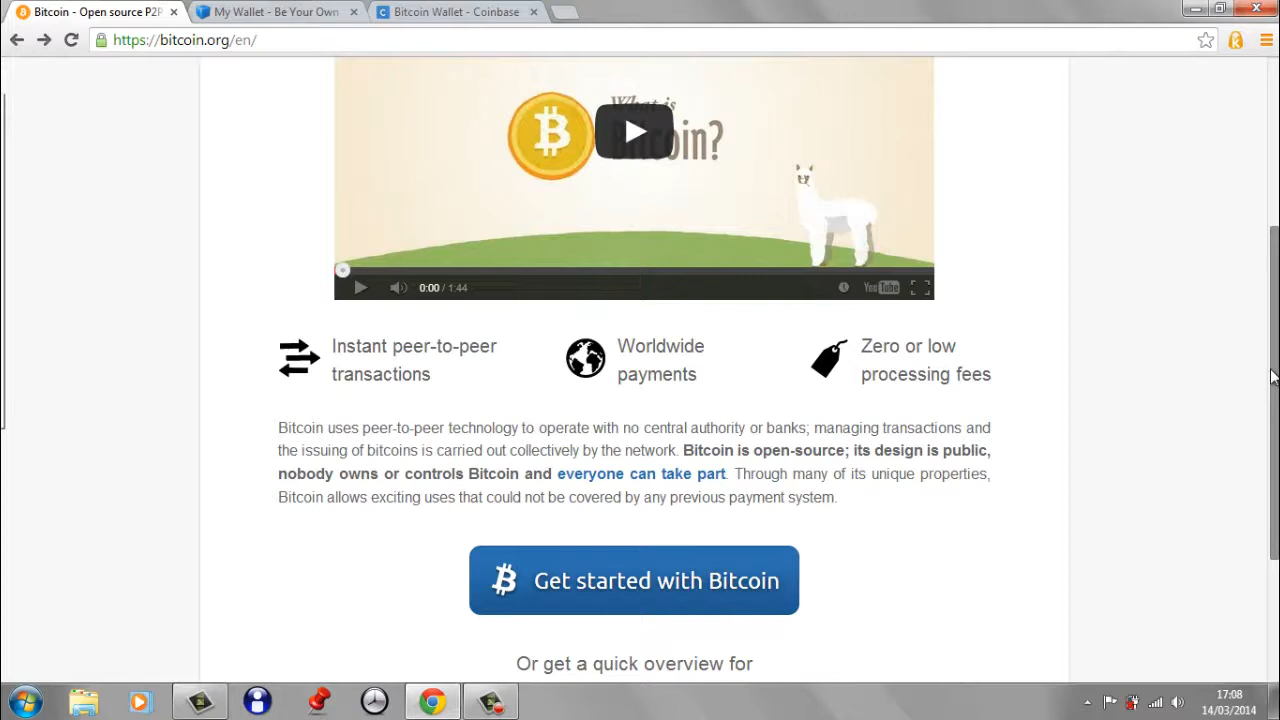 Bitcoin - Open source P2P
My Wallet - Be Your Own
Bitcoin Wallet - Coinbase
https://bitcoin.org/en/
What is
Bitcoin?
0:00 / 1:44
YouTube
Instant peer-to-peer
transactions
Worldwide
payments
Zero or low
processing fees
Bitcoin uses peer-to-peer technology to operate with no central authority or banks; managing transactions and
the issuing of bitcoins is carried out collectively by the network. Bitcoin is open-source; its design is public,
nobody owns or controls Bitcoin and everyone can take part. Through many of its unique properties,
Bitcoin allows exciting uses that could not be covered by any previous payment system.
Get started with Bitcoin
Or get a quick overview for
17:08
14/03/2014